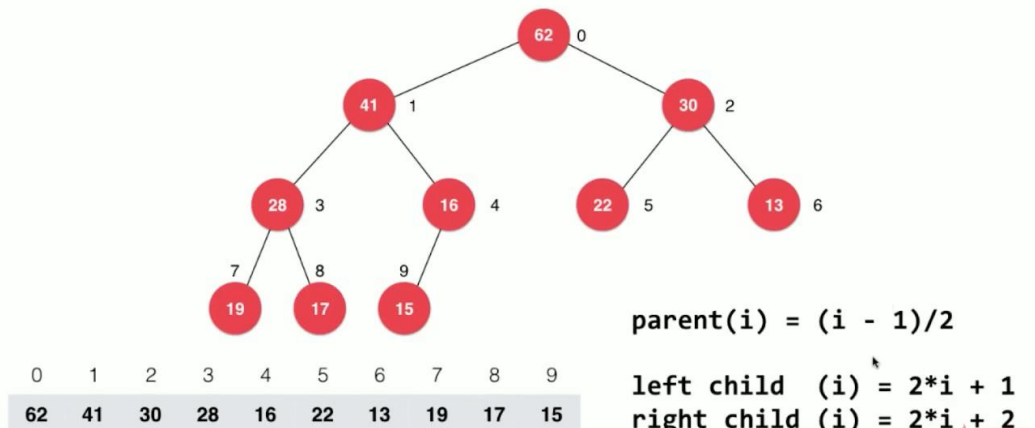 62 0
41 1 30 2
28 3 16 4 22 5 13 6
7 8 9
19 17 15
parent(i) = (i - 1)/2
0 1 2 3 4 5 6 7 8 9
left child (i) = 2*i + 1
62 41 30 28 16 22 13 19 17 15
right child (i) = 2*i + 2